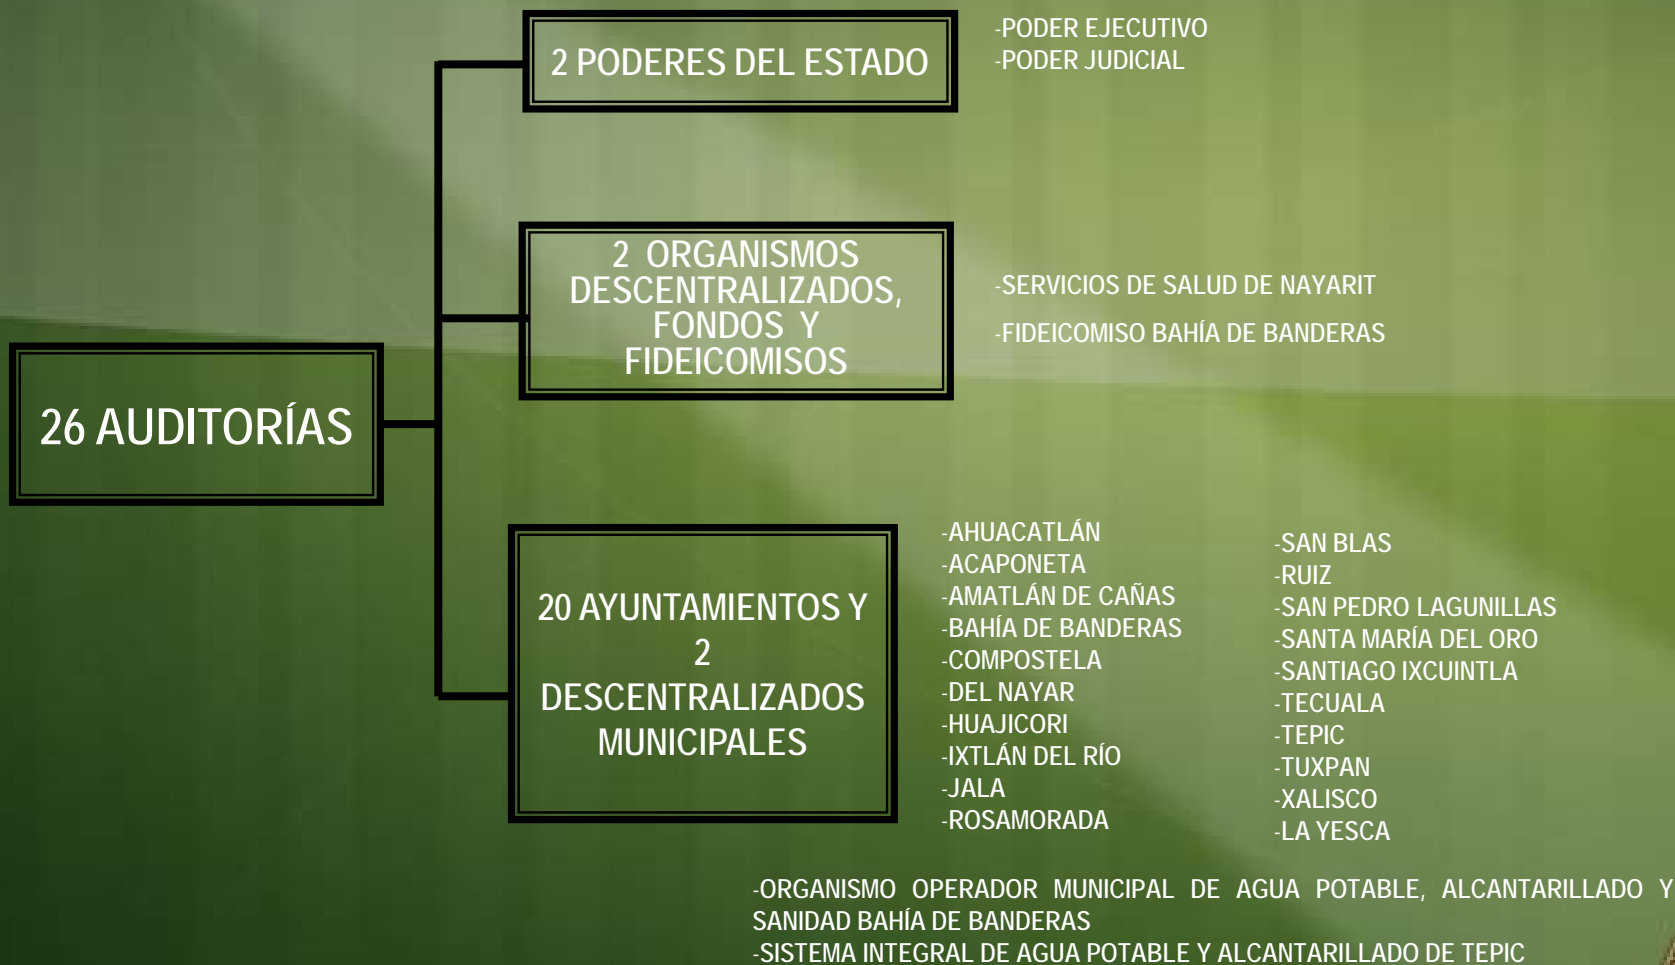 2 PODERES DEL ESTADO
-PODER EJECUTIVO
-PODER JUDICIAL
2 ORGANISMOS
DESCENTRALIZADOS,
FONDOS Y
FIDEICOMISOS
-SERVICIOS DE SALUD DE NAYARIT
-FIDEICOMISO BAHÍA DE BANDERAS
26 AUDITORÍAS
20 AYUNTAMIENTOS Y
2
DESCENTRALIZADOS
MUNICIPALES
-AHUACATLÁN
-ACAPONETA
-AMATLÁN DE CAÑAS
-BAHÍA DE BANDERAS
-COMPOSTELA
-DEL NAYAR
-HUAJICORI
-IXTLÁN DEL RÍO
-JALA
-ROSAMORADA
-SAN BLAS
-RUIZ
-SAN PEDRO LAGUNILLAS
-SANTA MARÍA DEL ORO
-SANTIAGO IXCUINTLA
-TECUALA
-TEPIC
-TUXPAN
-XALISCO
-LA YESCA
-ORGANISMO OPERADOR MUNICIPAL DE AGUA POTABLE, ALCANTARILLADO Y
SANIDAD BAHÍA DE BANDERAS
-SISTEMA INTEGRAL DE AGUA POTABLE Y ALCANTARILLADO DE TEPIC